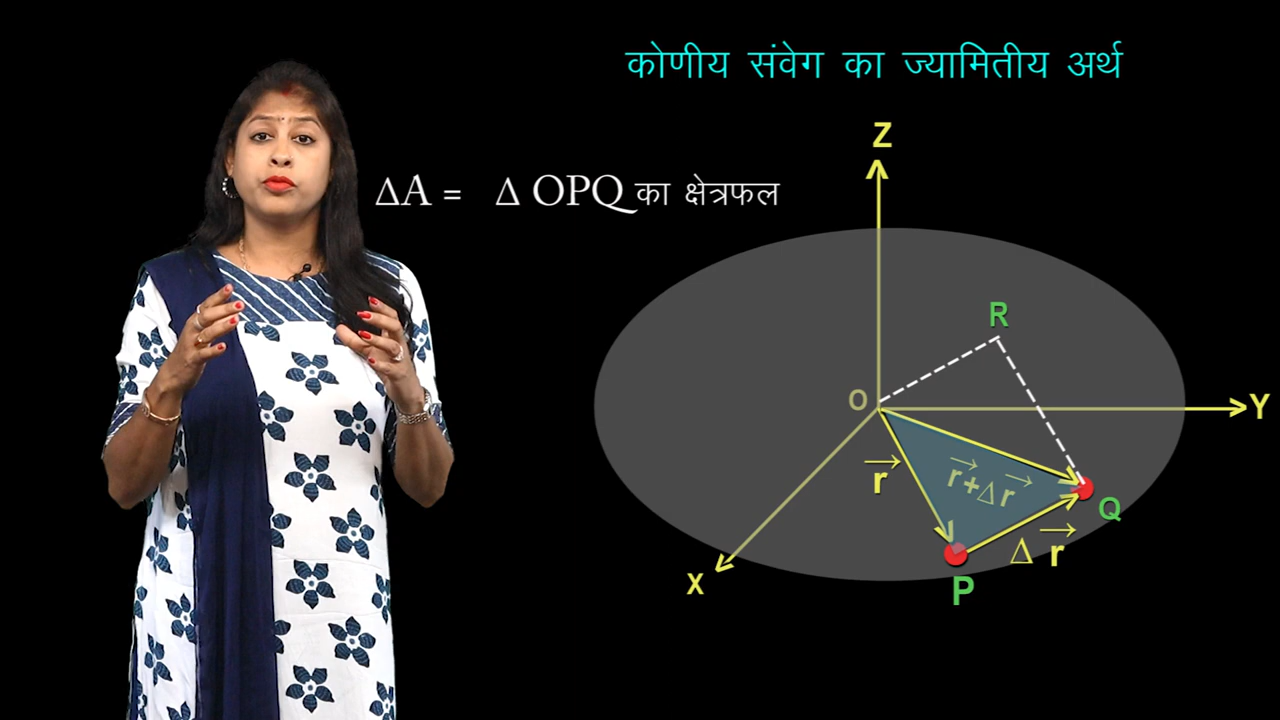 कोणीय संवेग का ज्यामितीय अर्थ
Z
ΔA = Δ OPQ का क्षेत्रफल
R
O
Y
r
r+Δr
Q
Δ r
X
P